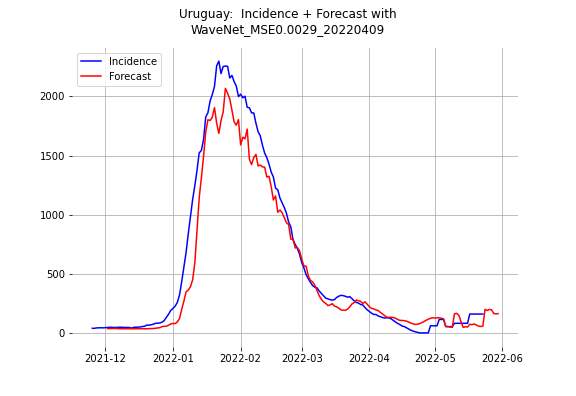 Uruguay:  Incidence + Forecast with
WaveNet_MSE0.0029_20220409
Incidence
Forecast
2000
1500
1000
500
0
2021-12 2022-01 2022-02 2022-03 2022-04 2022-05 2022-06